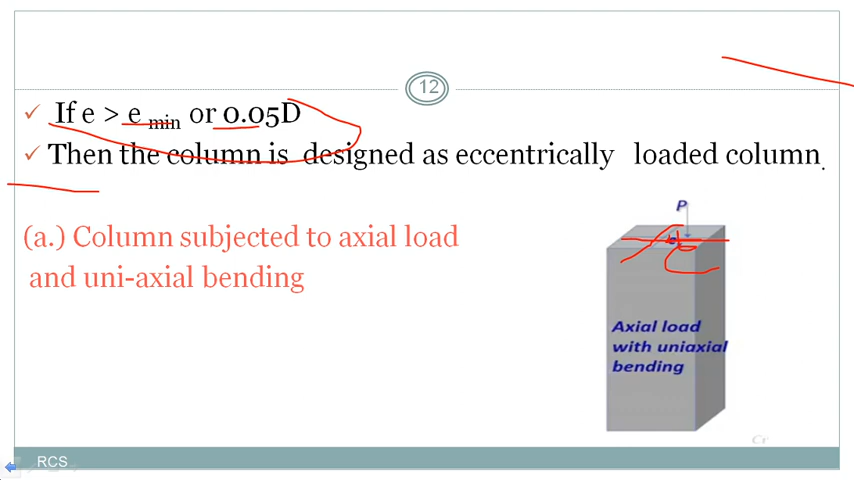 12
If e > e min or 0.05D
Then the column is designed as eccentrically loaded column.
(a.) Column subjected to axial load
and uni-axial bending
P
e
Axial load
with uniaxial
bending
Cr
RCS